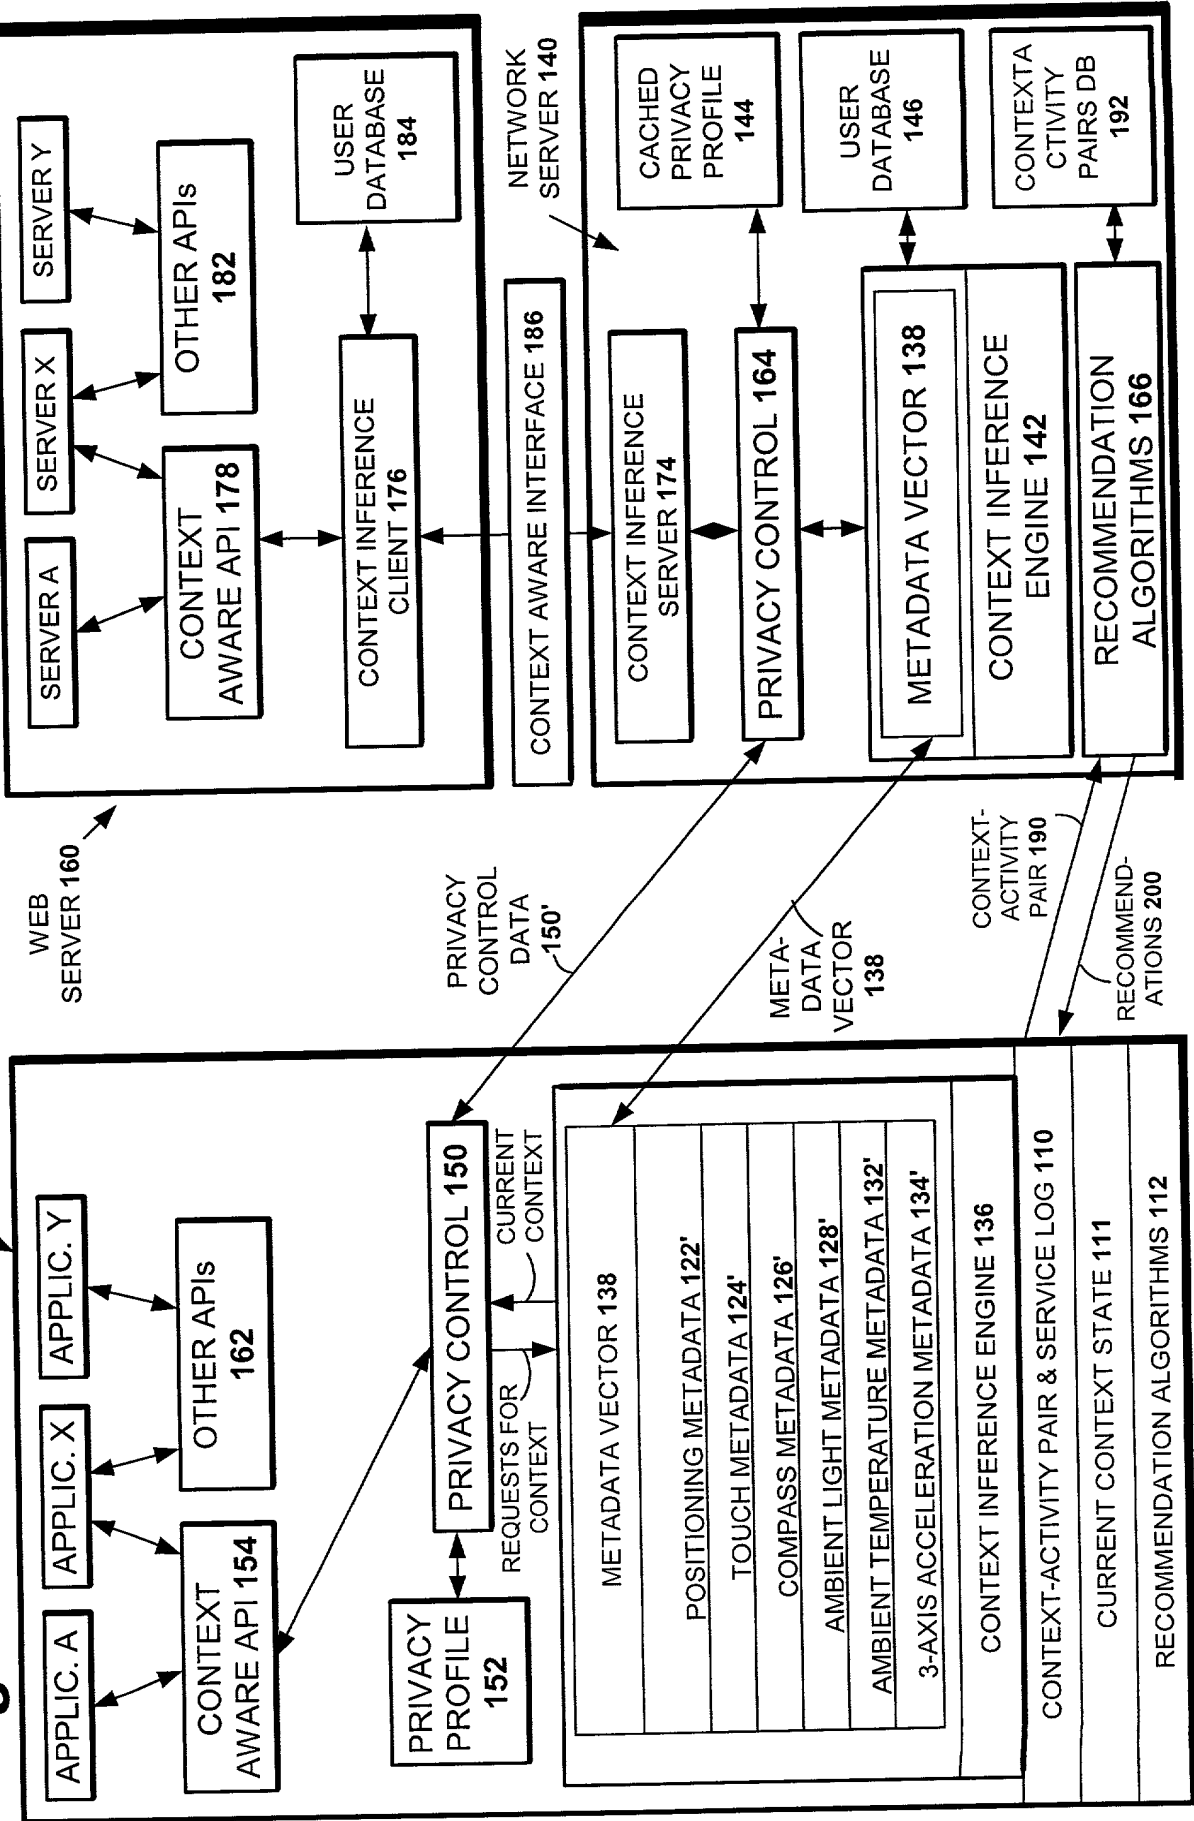 APPLIC. A
APPLIC. X
APPLIC. Y
CONTEXT
AWARE API 154
OTHER APIs
162
PRIVACY
PROFILE
152
PRIVACY CONTROL 150
REQUESTS FOR
CONTEXT
CURRENT
CONTEXT
METADATA VECTOR 138
POSITIONING METADATA 122'
TOUCH METADATA 124'
COMPASS METADATA 126'
AMBIENT LIGHT METADATA 128'
AMBIENT TEMPERATURE METADATA 132'
3-AXIS ACCELERATION METADATA 134'
CONTEXT INFERENCE ENGINE 136
CONTEXT-ACTIVITY PAIR & SERVICE LOG 110
CURRENT CONTEXT STATE 111
RECOMMENDATION ALGORITHMS 112
WEB
SERVER 160
PRIVACY
CONTROL
DATA
150'
META-
DATA
VECTOR
138
CONTEXT-
ACTIVITY
PAIR 190
RECOMMEND-
ATIONS 200
SERVER A
SERVER X
SERVER Y
CONTEXT
AWARE API 178
OTHER APIs
182
CONTEXT INFERENCE
CLIENT 176
USER
DATABASE
184
CONTEXT AWARE INTERFACE 186
NETWORK
SERVER 140
CONTEXT INFERENCE
SERVER 174
CACHED
PRIVACY
PROFILE
144
PRIVACY CONTROL 164
METADATA VECTOR 138
USER
DATABASE
146
CONTEXT INFERENCE
ENGINE 142
RECOMMENDATION
ALGORITHMS 166
CONTEXTA
CTIVITY
PAIRS DB
192